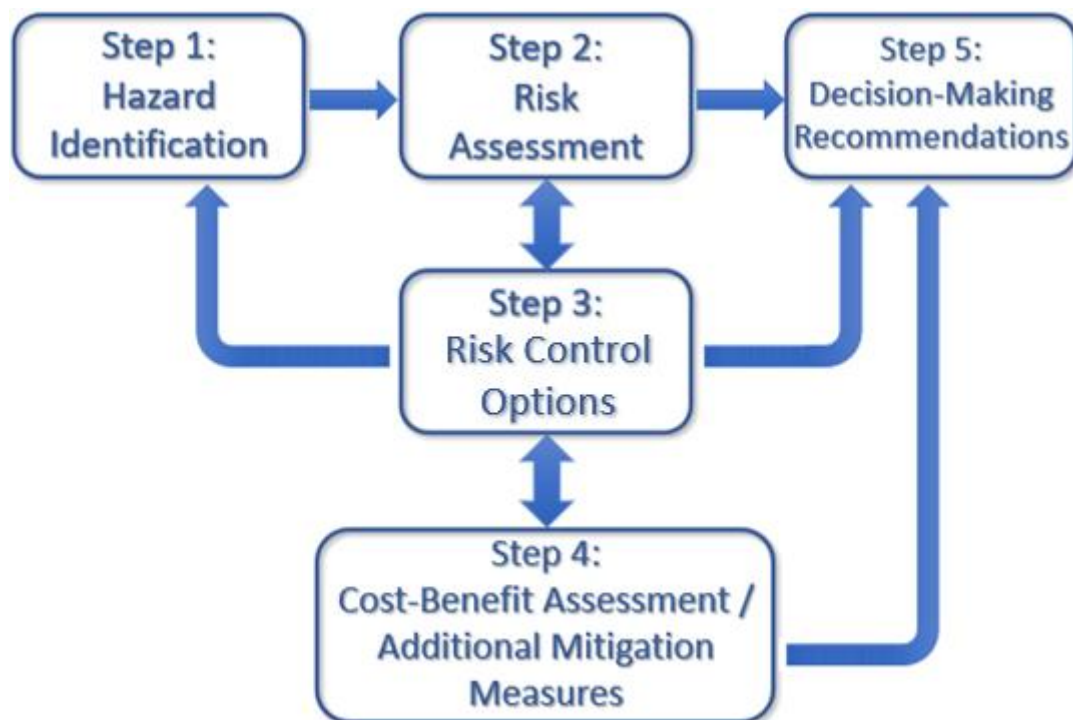 Step 1:
Hazard
Identification
Step 2:
Risk
Assessment
Step 5:
Decision-Making
Recommendations
Step 3:
Risk Control
Options
Step 4:
Cost-Benefit Assessment /
Additional Mitigation
Measures